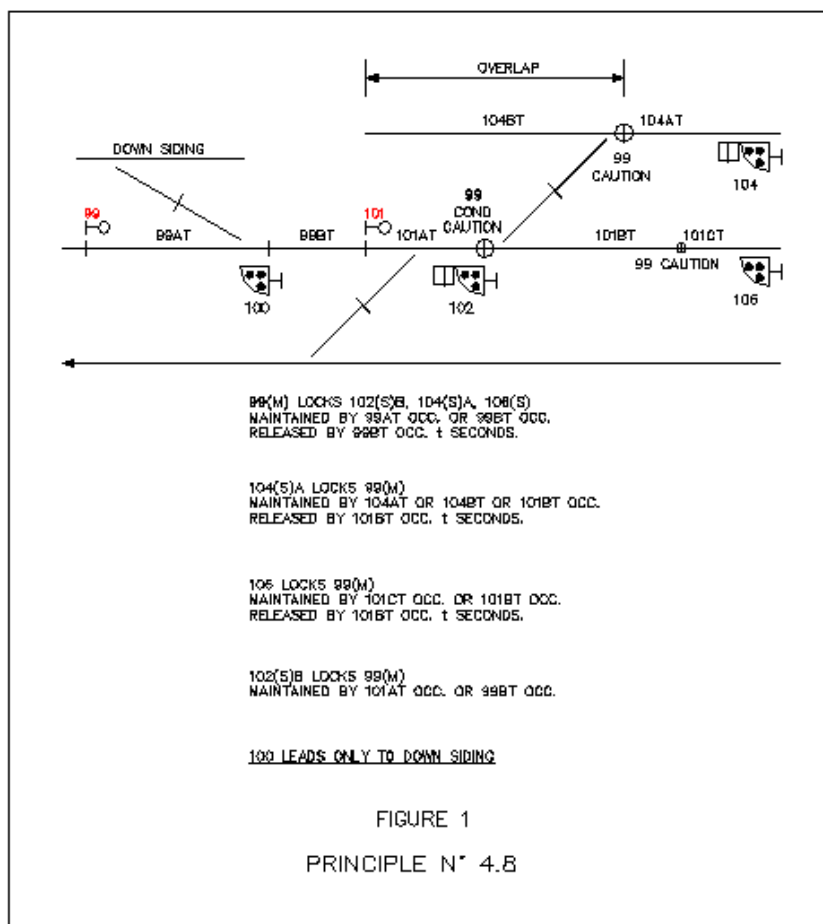 OVERLAP
104BT 104AT
DOWN SIDING
99
CAUTION
104
99
COND
CAUTION
99 101
99AT 99BT 101AT 101BT 101CT
99 CAUTION
100 102 106
99(M) LOCKS 102(S)B, 104(S)A, 106(S)
MAINTAINED BY 99AT OCC. OR 99BT OCC.
RELEASED BY 99BT OCC. t SECONDS.
104(S)A LOCKS 99(M)
MAINTAINED BY 104AT OR 104BT OR 101BT OCC.
RELEASED BY 101BT OCC. t SECONDS.
106 LOCKS 99(M)
MAINTAINED BY 101CT OCC. OR 101BT OCC.
RELEASED BY 101BT OCC. t SECONDS.
102(S)B LOCKS 99(M)
MAINTAINED BY 101AT OCC. OR 99BT OCC.
100 LEADS ONLY TO DOWN SIDING
FIGURE 1
PRINCIPLE N° 4.8